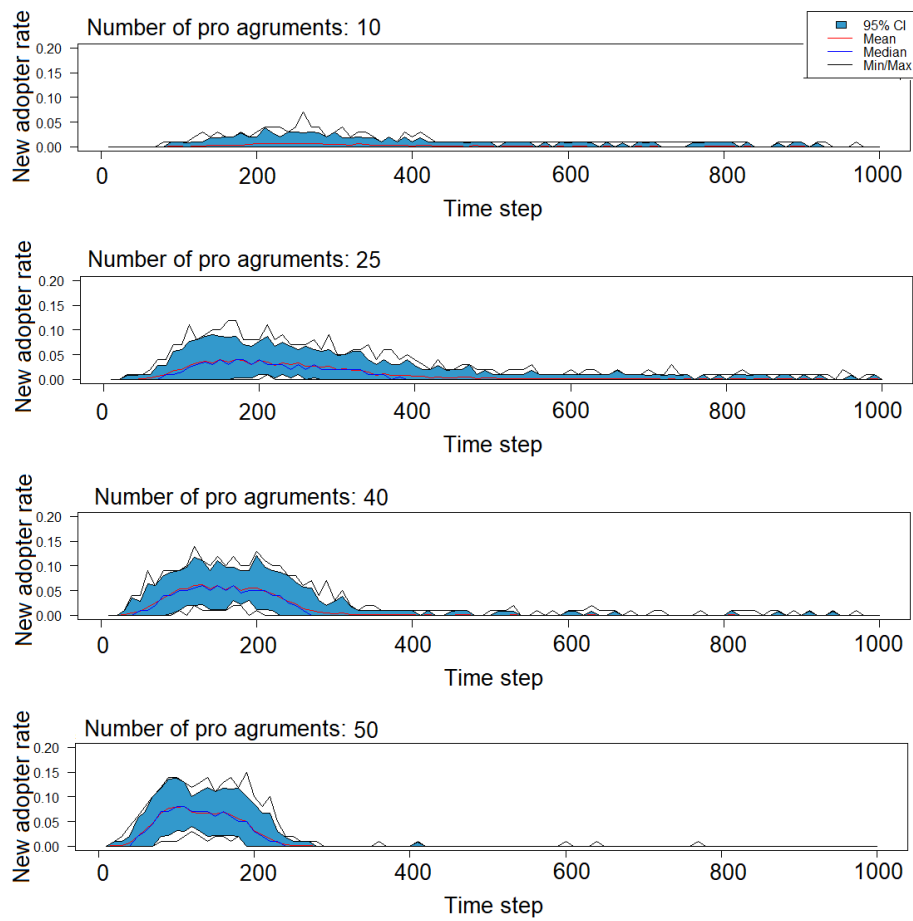 Number of pro agruments: 10
95% CI
Mean
Median
Min/Max
New adopter rate
0.20
0.15
0.10
0.05
0.00
0 200 400 600 800 1000
Time step
Number of pro agruments: 25
New adopter rate
0.20
0.15
0.10
0.05
0.00
0 200 400 600 800 1000
Time step
Number of pro agruments: 40
New adopter rate
0.20
0.15
0.10
0.05
0.00
0 200 400 600 800 1000
Time step
Number of pro agruments: 50
New adopter rate
0.20
0.15
0.10
0.05
0.00
0 200 400 600 800 1000
Time step